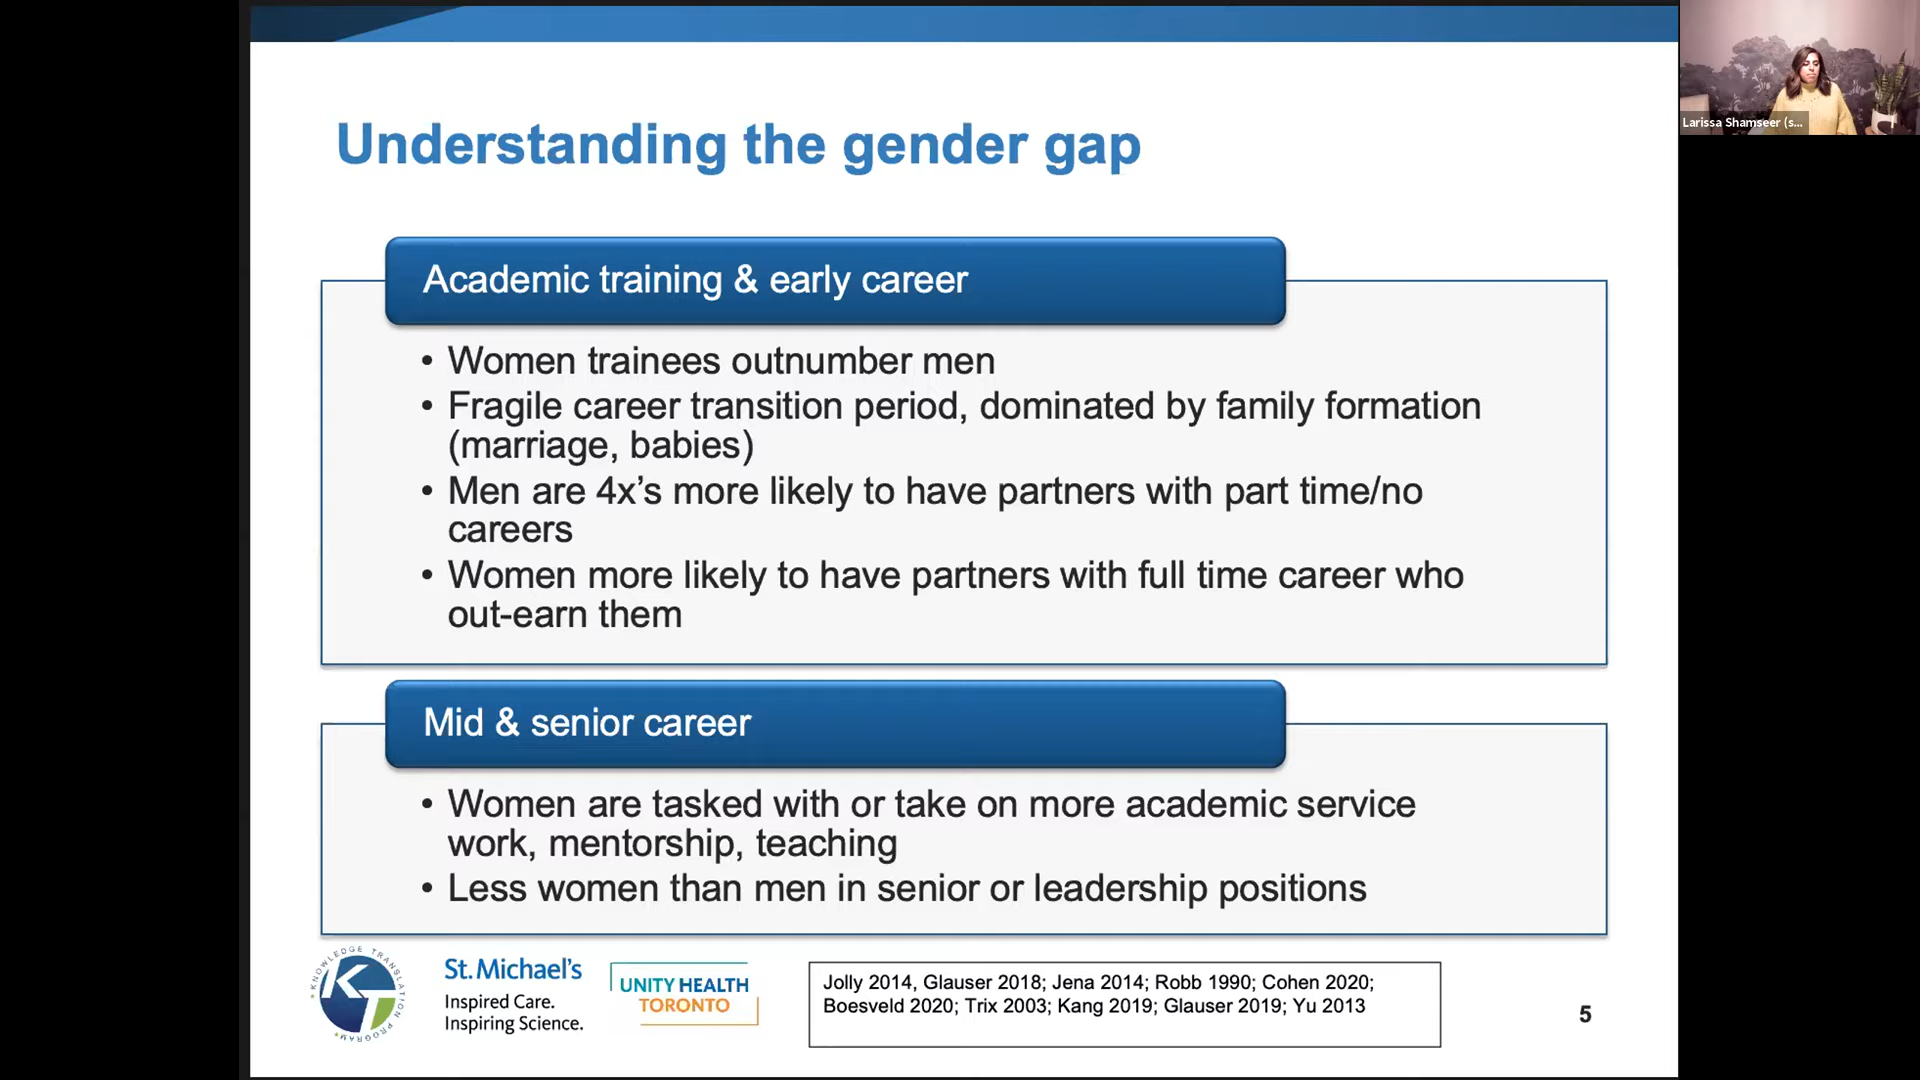 Larissa Shamseer (s...
Understanding the gender gap
Academic training & early career
• Women trainees outnumber men
• Fragile career transition period, dominated by family formation
(marriage, babies)
• Men are 4x’s more likely to have partners with part time/no
careers
• Women more likely to have partners with full time career who
out-earn them
Mid & senior career
• Women are tasked with or take on more academic service
work, mentorship, teaching
• Less women than men in senior or leadership positions
KNOWLEDGE TRANSLATION PROGRAM
KT
St. Michael’s
Inspired Care.
Inspiring Science.
UNITY HEALTH
TORONTO
Jolly 2014, Glauser 2018; Jena 2014; Robb 1990; Cohen 2020;
Boesveld 2020; Trix 2003; Kang 2019; Glauser 2019; Yu 2013
5